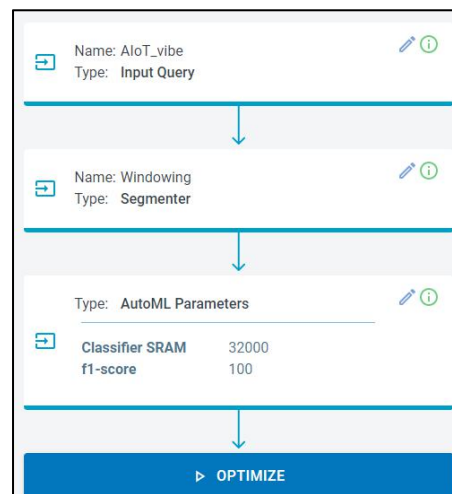 Name: AIoT_vibe
Type: Input Query
Name: Windowing
Type: Segmenter
Type: AutoML Parameters
Classifier SRAM 32000
f1-score 100
OPTIMIZE